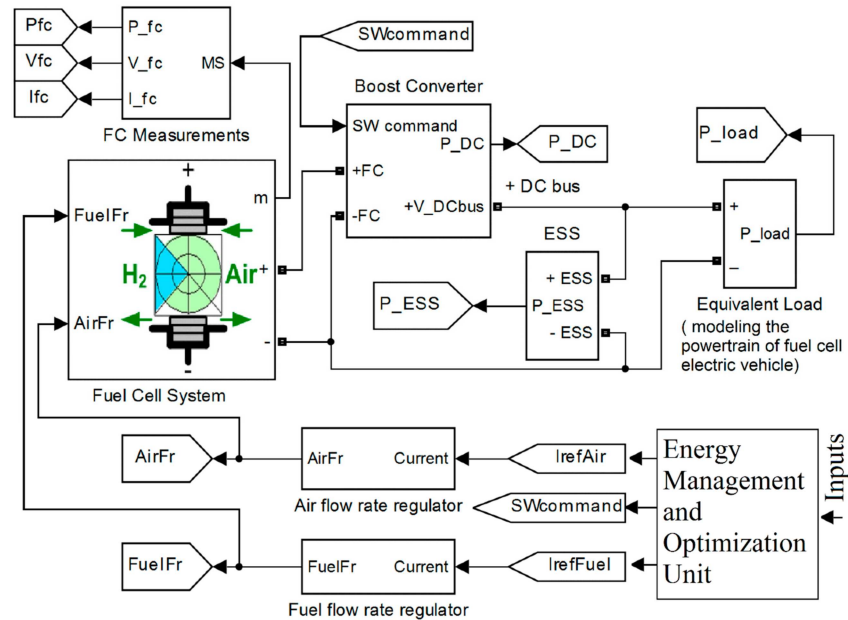 Pfc
P_fc
SWcommand
Vfc
V_fc
MS
Ifc
I_fc
FC Measurements
Boost Converter
SW command
P_DC
P_DC
+FC
-FC
+V_DCbus
+ DC bus
P_load
+
P_load
–
Equivalent Load
( modeling the
powertrain of fuel cell
electric vehicle)
ESS
+ ESS
P_ESS
- ESS
P_ESS
+
m
FuelFr
H2
Air
+
AirFr
-
-
Fuel Cell System
AirFr
AirFr
Current
IrefAir
Air flow rate regulator
SWcommand
FuelFr
FuelFr
Current
IrefFuel
Fuel flow rate regulator
Energy
Management
and
Optimization
Unit
Inputs